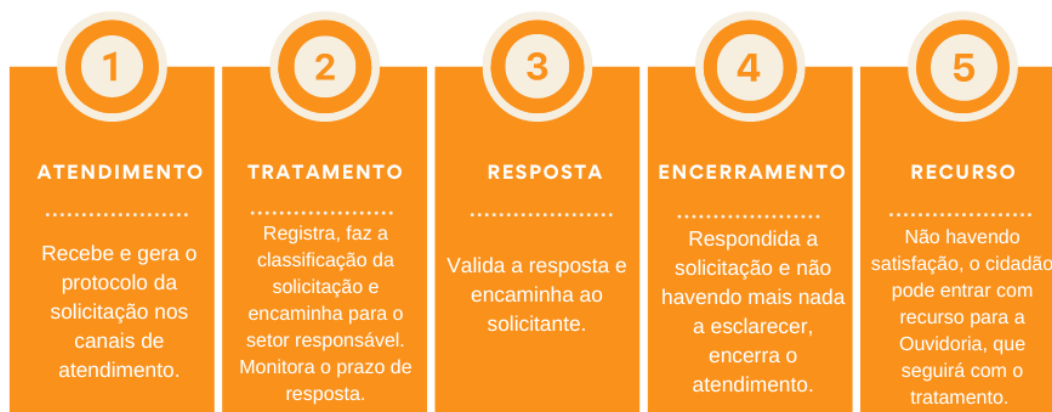 1
ATENDIMENTO
Recebe e gera o
protocolo da
solicitação nos
canais de
atendimento.
2
TRATAMENTO
Registra, faz a
classificação da
solicitação e
encaminha para o
setor responsável.
Monitora o prazo de
resposta.
3
RESPOSTA
Valida a resposta e
encaminha ao
solicitante.
4
ENCERRAMENTO
Respondida a
solicitação e não
havendo mais nada
a esclarecer,
encerra o
atendimento.
5
RECURSO
Não havendo
satisfação, o cidadão
pode entrar com
recurso para a
Ouvidoria, que
seguirá com o
tratamento.